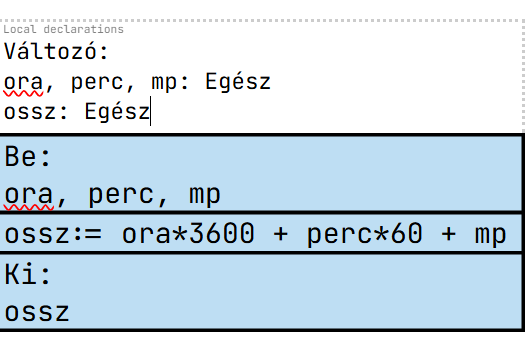 Local declarations
Változó:
ora, perc, mp: Egész
ossz: Egész
Be:
ora, perc, mp
ossz:= ora*3600 + perc*60 + mp
Ki:
ossz